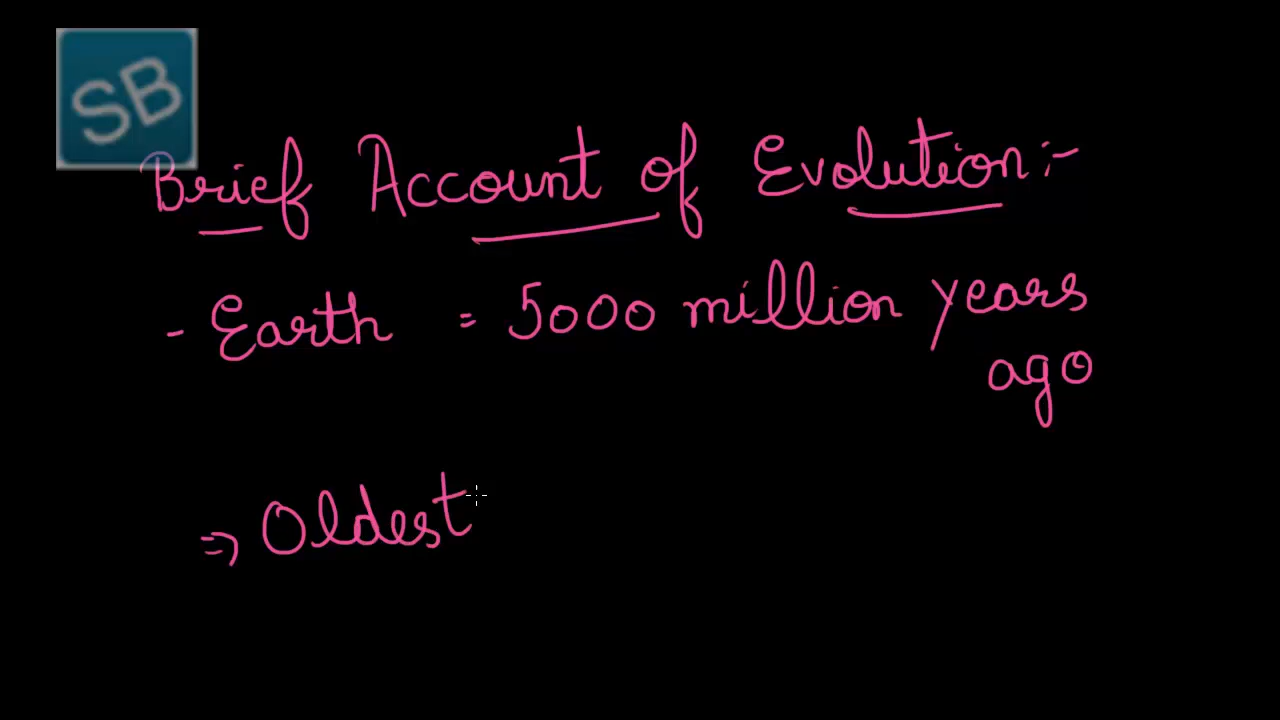 SB
Brief Account of Evolution:-
- Earth = 5000 million years
ago
⇒ Oldest